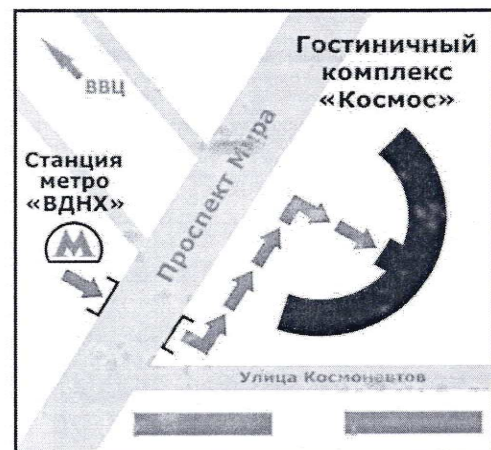 Гостиничный
комплекс
«Космос»
ВВЦ
Станция
метро
«ВДНХ»
М
Проспект Мира
Улица Космонавтов